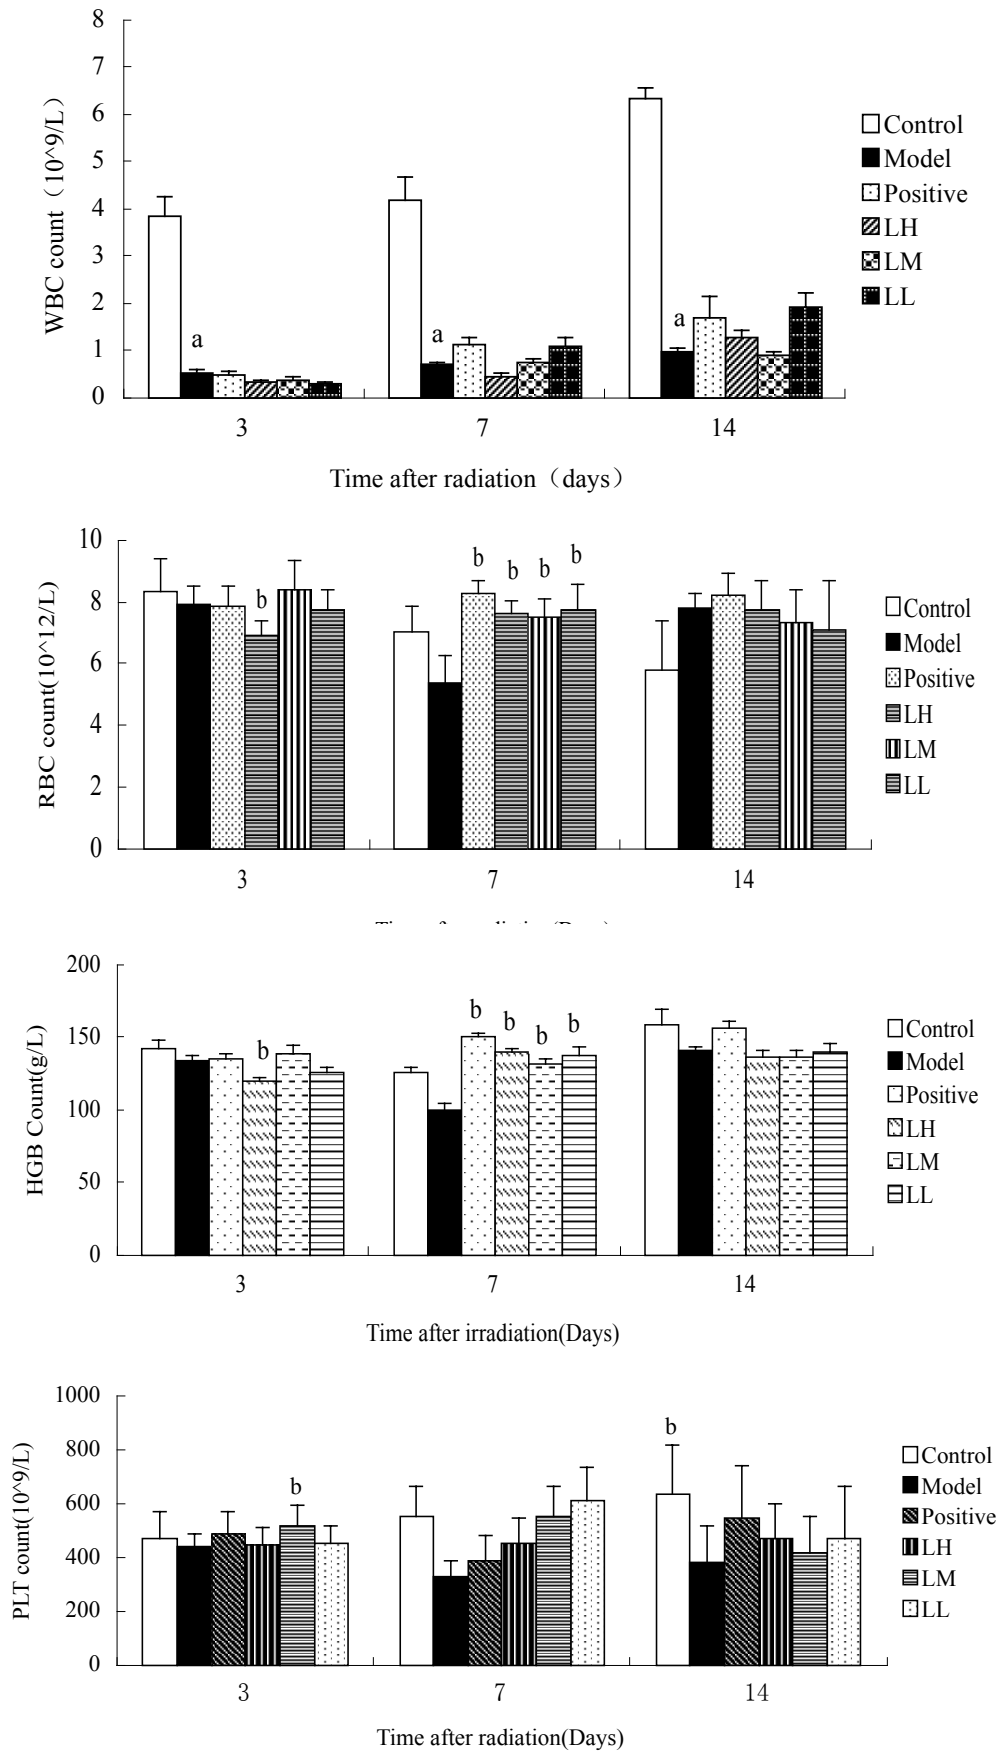 8
7
6
5
4
3
2
1
0
WBC count（10^9/L）
a
a
a
3
7
14
Time after radiation（days）
Control
Model
Positive
LH
LM
LL
10
8
6
4
2
0
RBC count(10^12/L)
b
b
b
b
b
3
7
14
Control
Model
Positive
LH
LM
LL
200
150
100
50
0
HGB Count(g/L)
b
b
b
b
b
3
7
14
Time after irradiation(Days)
Control
Model
Positive
LH
LM
LL
1000
800
600
400
200
0
PLT count(10^9/L)
b
b
3
7
14
Time after radiation(Days)
Control
Model
Positive
LH
LM
LL